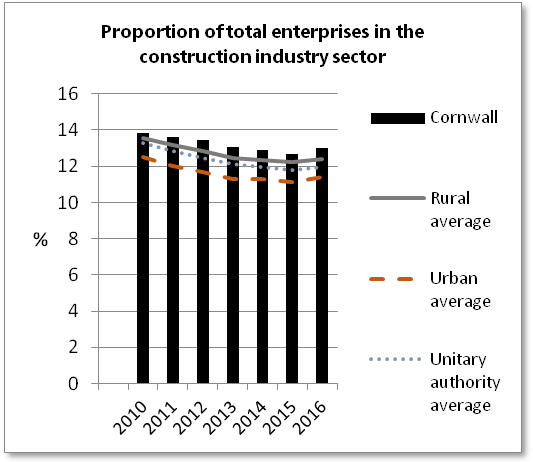 Proportion of total enterprises in the
construction industry sector
16
14
12
10
8
6
4
2
0
%
2010
2011
2012
2013
2014
2015
2016
Cornwall
Rural
average
Urban
average
Unitary
authority
average